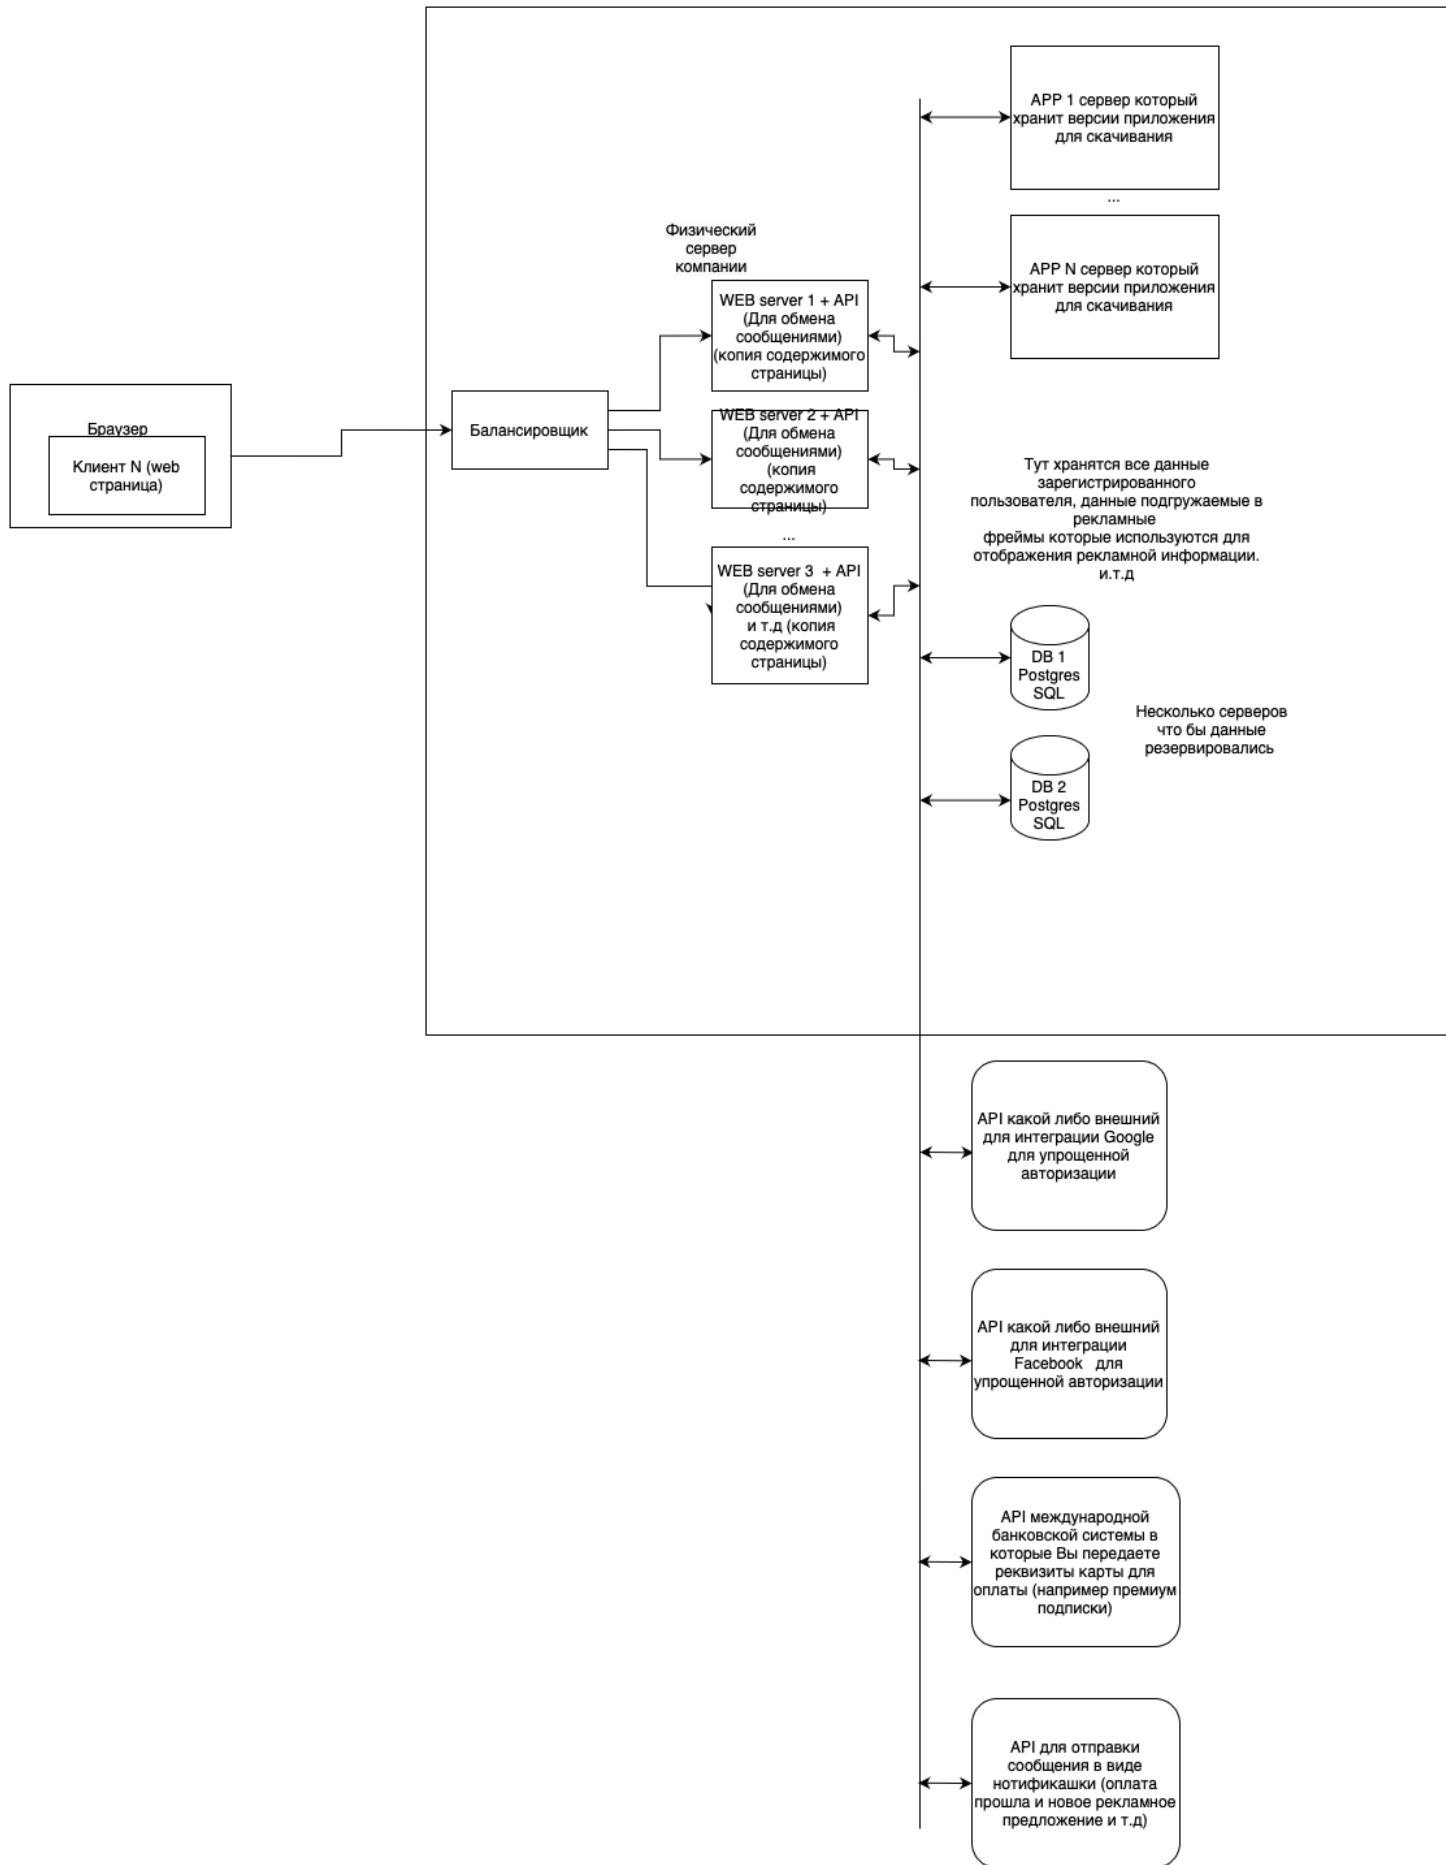 APP 1 сервер который
хранит версии приложения
для скачивания
...
APP N сервер который
хранит версии приложения
для скачивания
Физический
сервер
компании
WEB server 1 + API
(Для обмена
сообщениями)
(копия содержимого
страницы)
Браузер
Клиент N (web
страница)
Балансировщик
WEB server 2 + API
(Для обмена
сообщениями)
(копия
содержимого
страницы)
...
WEB server 3 + API
(Для обмена
сообщениями)
и т.д (копия
содержимого
страницы)
Тут хранятся все данные
зарегистрированного
пользователя, данные подгружаемые в
рекламные
фреймы которые используются для
отображения рекламной информации.
и.т.д
DB 1
Postgres
SQL
Несколько серверов
что бы данные
резервировались
DB 2
Postgres
SQL
API какой либо внешний
для интеграции Google
для упрощенной
авторизации
API какой либо внешний
для интеграции
Facebook для
упрощенной авторизации
API международной
банковской системы в
которые Вы передаете
реквизиты карты для
оплаты (например премиум
подписки)
API для отправки
сообщения в виде
нотификашки (оплата
прошла и новое рекламное
предложение и т.д)